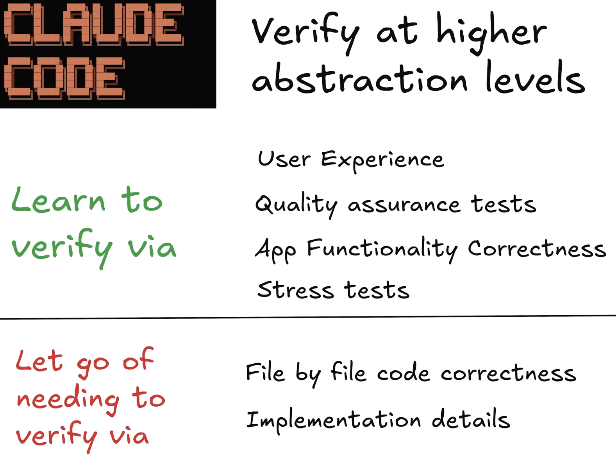 CLAUDE
CODE
Verify at higher
abstraction levels
Learn to
verify via
User Experience
Quality assurance tests
App Functionality Correctness
Stress tests
Let go of
needing to
verify via
File by file code correctness
Implementation details